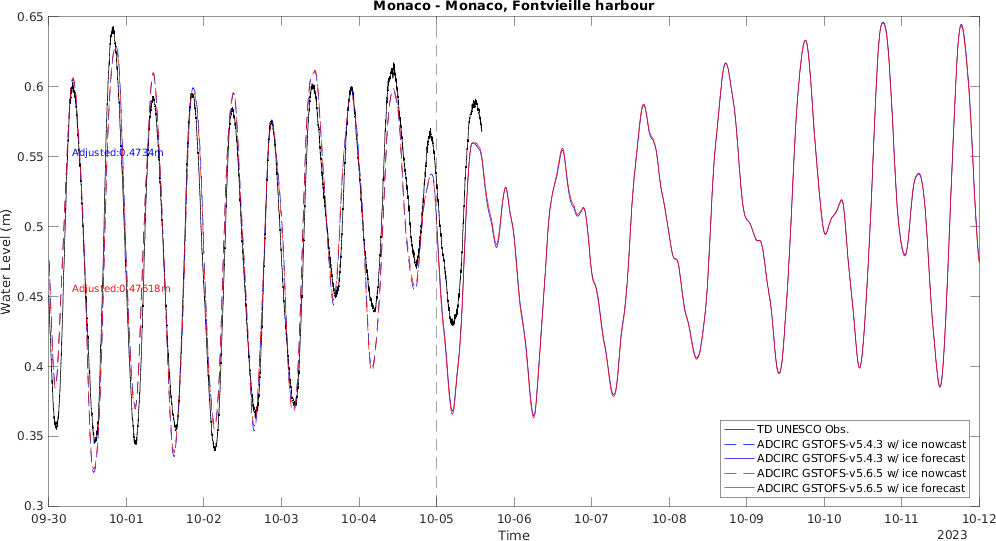 Monaco - Monaco, Fontvieille harbour
Water Level (m)
0.65
0.6
0.55
0.5
0.45
0.4
0.35
0.3
Adjusted:0.4734m
Adjusted:0.47618m
TD UNESCO Obs.
ADCIRC GSTOFS-v5.4.3 w/ ice nowcast
ADCIRC GSTOFS-v5.4.3 w/ ice forecast
ADCIRC GSTOFS-v5.6.5 w/ ice nowcast
ADCIRC GSTOFS-v5.6.5 w/ ice forecast
09-30 10-01 10-02 10-03 10-04 10-05 10-06 10-07 10-08 10-09 10-10 10-11 10-12
Time
2023